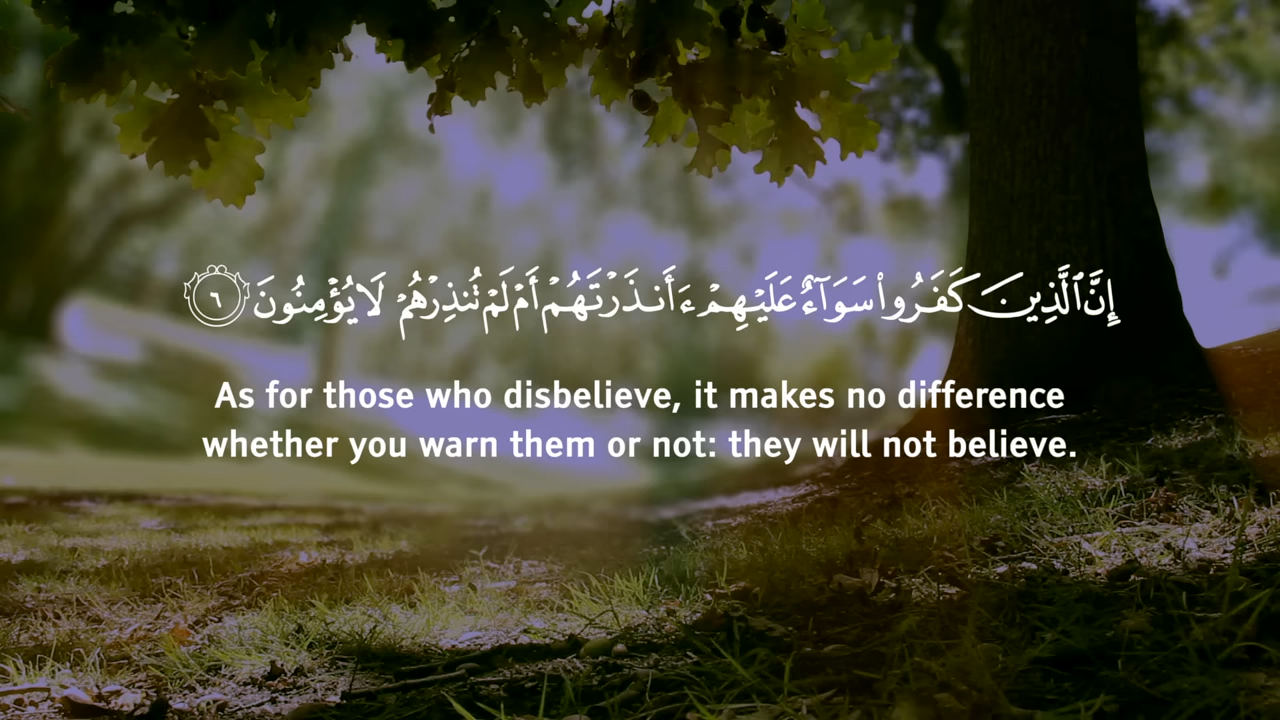 إِنَّ ٱلَّذِينَ كَفَرُوا۟ سَوَآءٌ عَلَيْهِمْ ءَأَنذَرْتَهُمْ أَمْ لَمْ تُنذِرْهُمْ لَا يُؤْمِنُونَ ٦
As for those who disbelieve, it makes no difference
whether you warn them or not: they will not believe.